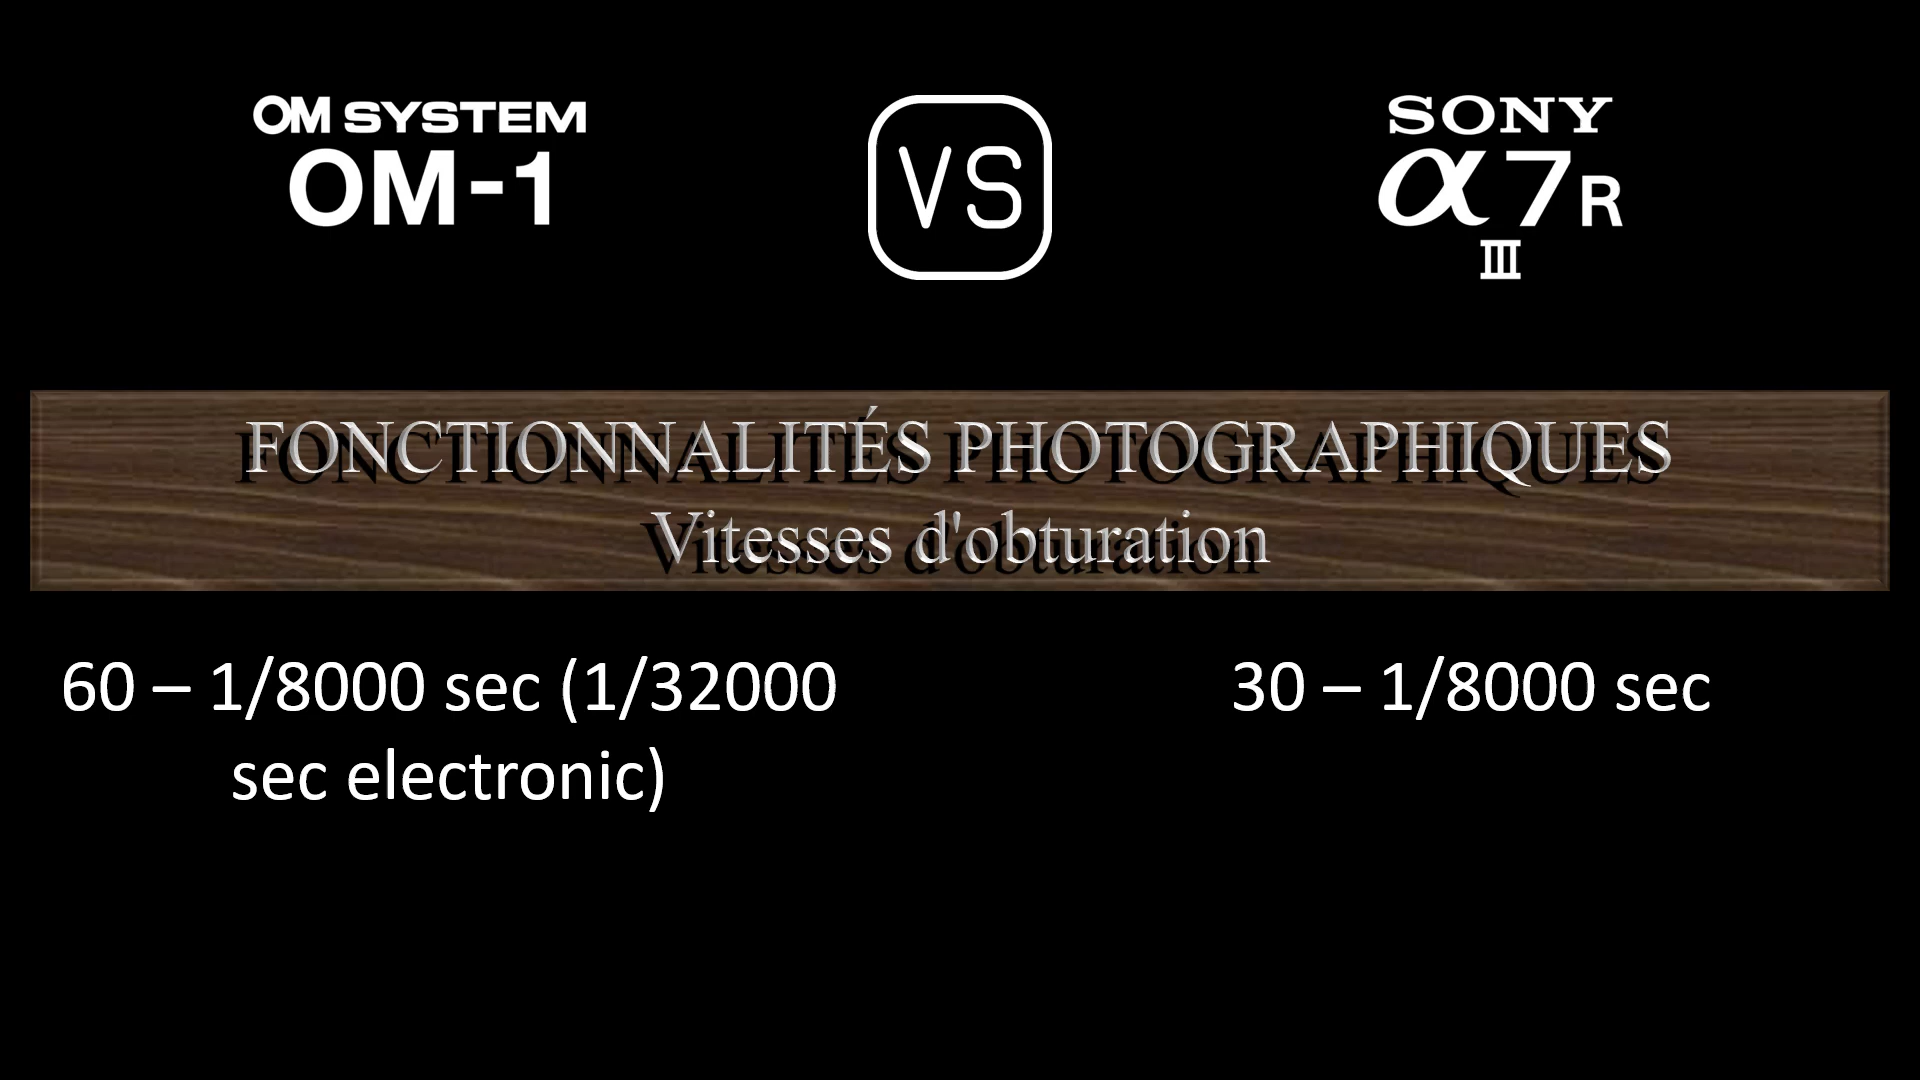 OM SYSTEM
OM-1
VS
SONY
α7R
III
FONCTIONNALITÉS PHOTOGRAPHIQUES
Vitesses d'obturation
60 – 1/8000 sec (1/32000
sec electronic)
30 – 1/8000 sec